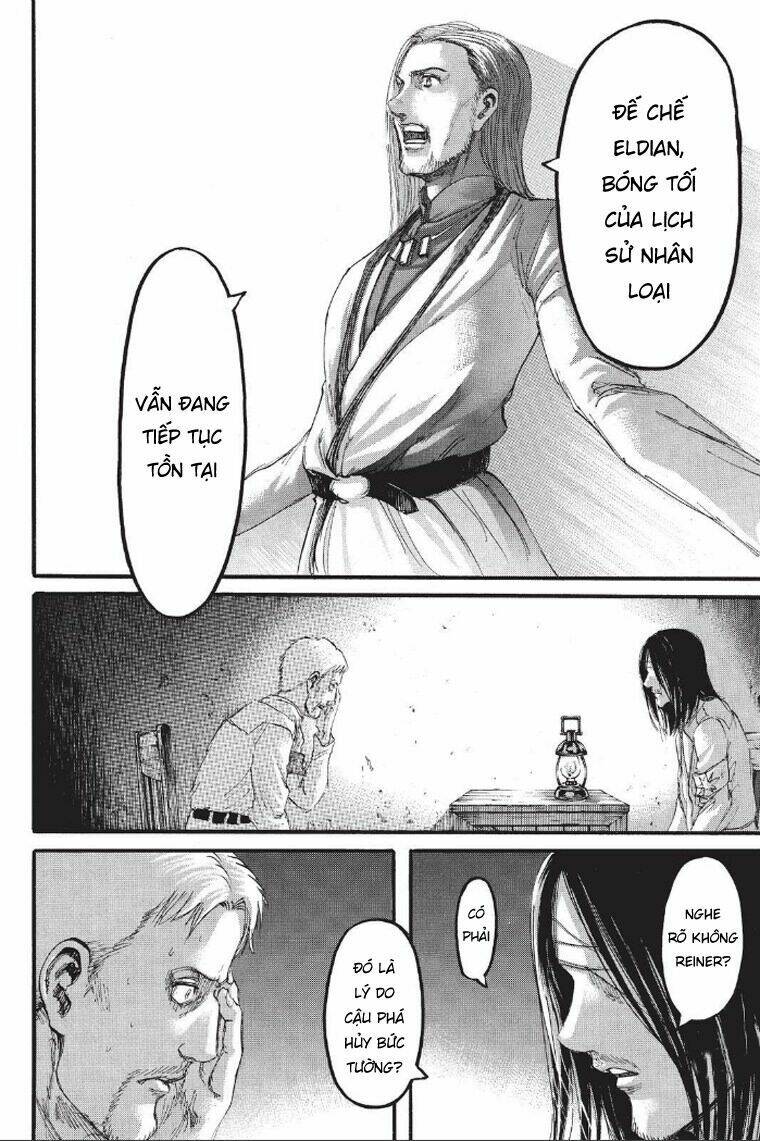 ĐẾ CHẾ
ELDIAN,
BÓNG TỐI
CỦA LỊCH
SỬ NHÂN
LOẠI
VẪN ĐANG
TIẾP TỤC
TỒN TẠI
NGHE
RÕ KHÔNG
REINER?
CÓ
PHẢI
ĐÓ LÀ
LÝ DO
CẬU PHÁ
HỦY BỨC
TƯỜNG?